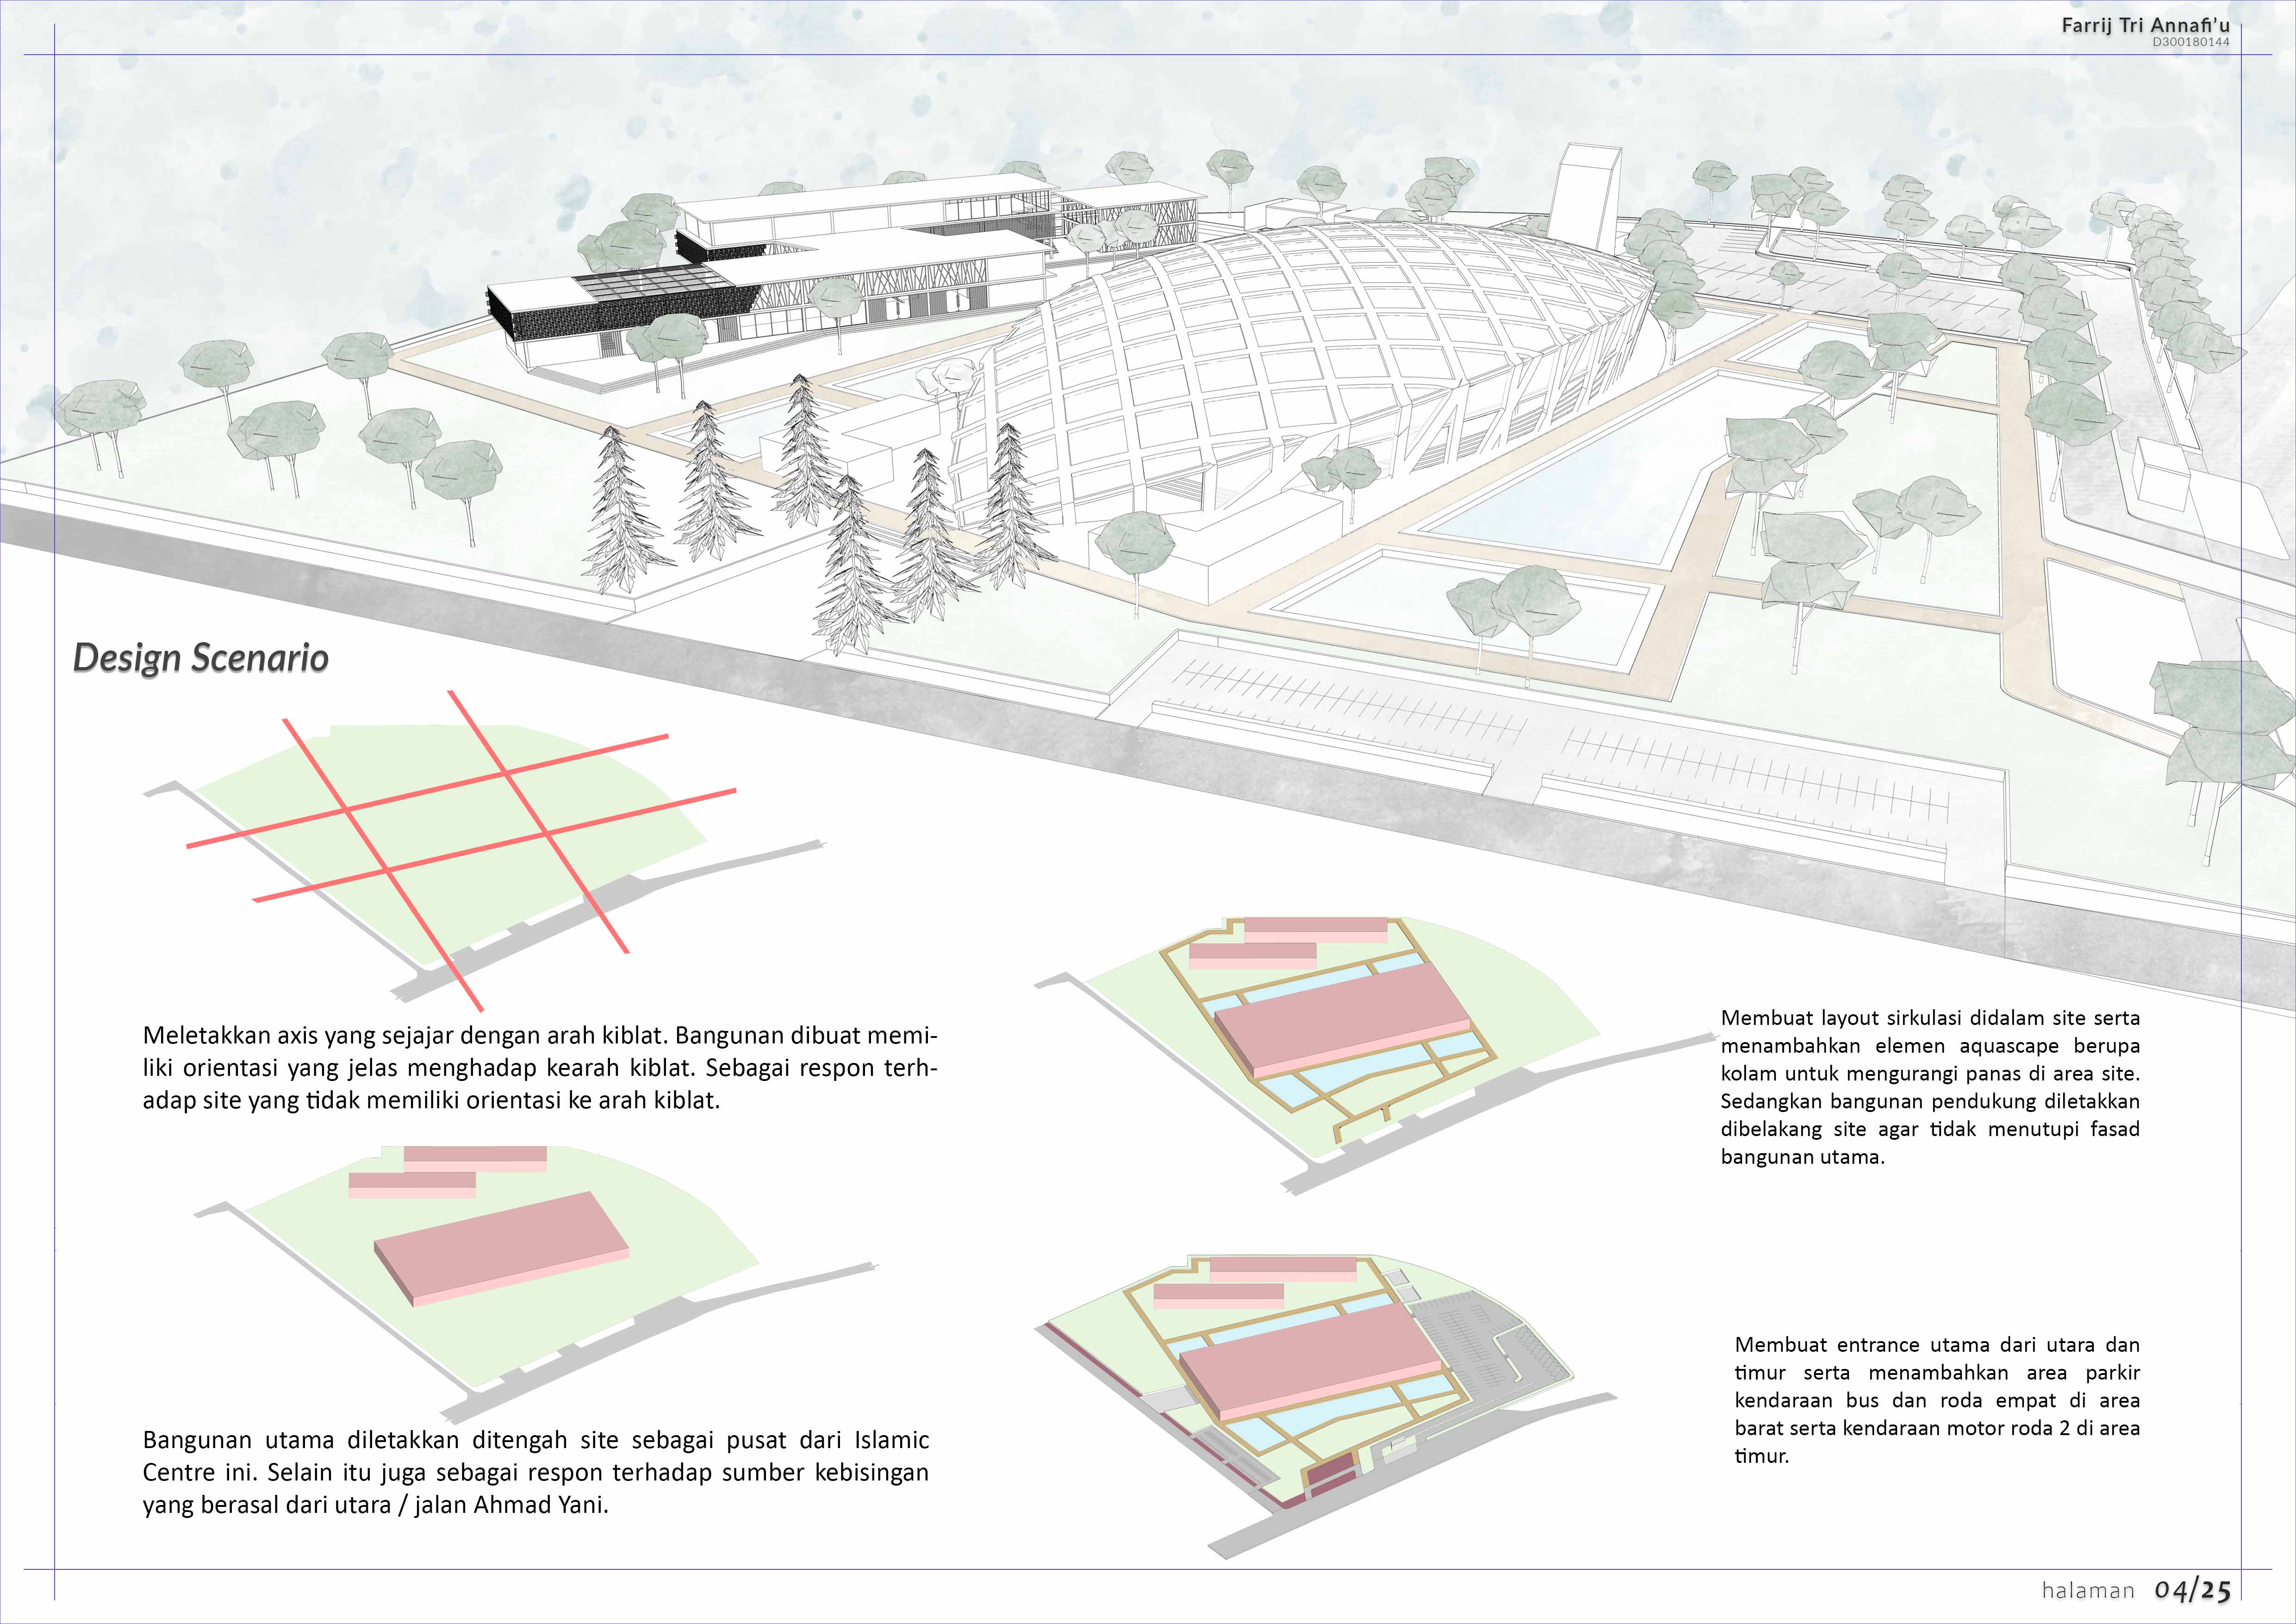 Farrij Tri Annafi’u
D300180144
Design Scenario
Meletakkan axis yang sejajar dengan arah kiblat. Bangunan dibuat memi-
liki orientasi yang jelas menghadap kearah kiblat. Sebagai respon terh-
adap site yang tidak memiliki orientasi ke arah kiblat.
Bangunan utama diletakkan ditengah site sebagai pusat dari Islamic
Centre ini. Selain itu juga sebagai respon terhadap sumber kebisingan
yang berasal dari utara / jalan Ahmad Yani.
Membuat layout sirkulasi didalam site serta
menambahkan elemen aquascape berupa
kolam untuk mengurangi panas di area site.
Sedangkan bangunan pendukung diletakkan
dibelakang site agar tidak menutupi fasad
bangunan utama.
Membuat entrance utama dari utara dan
timur serta menambahkan area parkir
kendaraan bus dan roda empat di area
barat serta kendaraan motor roda 2 di area
timur.
halaman 04/25